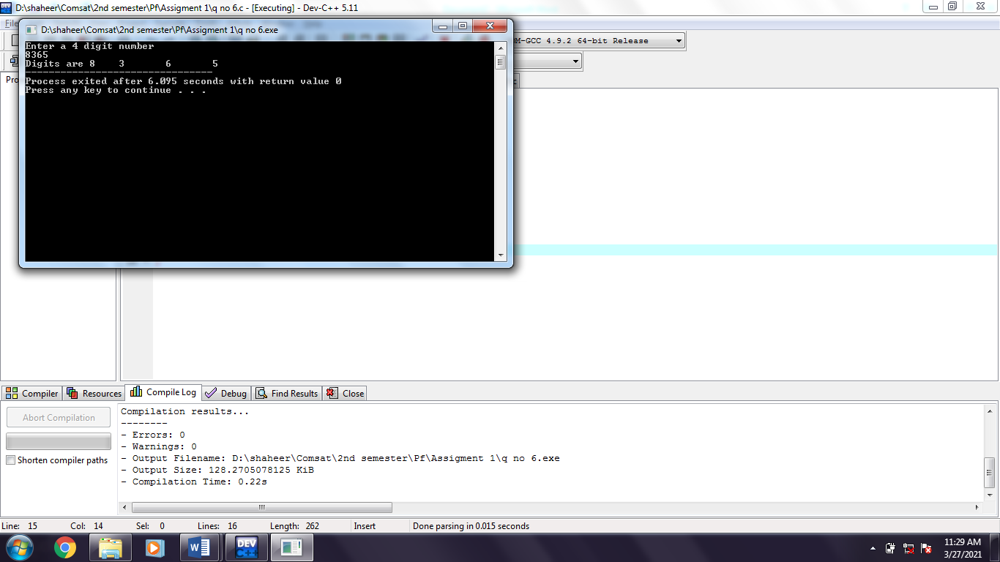 D:\shaheer\Comsat\2nd semester\Pf\Assigment 1\q no 6.c - [Executing] - Dev-C++ 5.11
D:\shaheer\Comsat\2nd semester\Pf\Assigment 1\q no 6.exe
GCC 4.9.2 64-bit Release
Enter a 4 digit number
8365
Digits are 8    3       6       5
--------------------------------
Process exited after 6.095 seconds with return value 0
Press any key to continue . . .
Compiler Resources Compile Log Debug Find Results Close
Abort Compilation
Shorten compiler paths
Compilation results...
--------
- Errors: 0
- Warnings: 0
- Output Filename: D:\shaheer\Comsat\2nd semester\Pf\Assigment 1\q no 6.exe
- Output Size: 128.2705078125 KiB
- Compilation Time: 0.22s
Line: 15 Col: 14 Sel: 0 Lines: 16 Length: 262 Insert Done parsing in 0.015 seconds
DEV C++
11:29 AM
3/27/2021